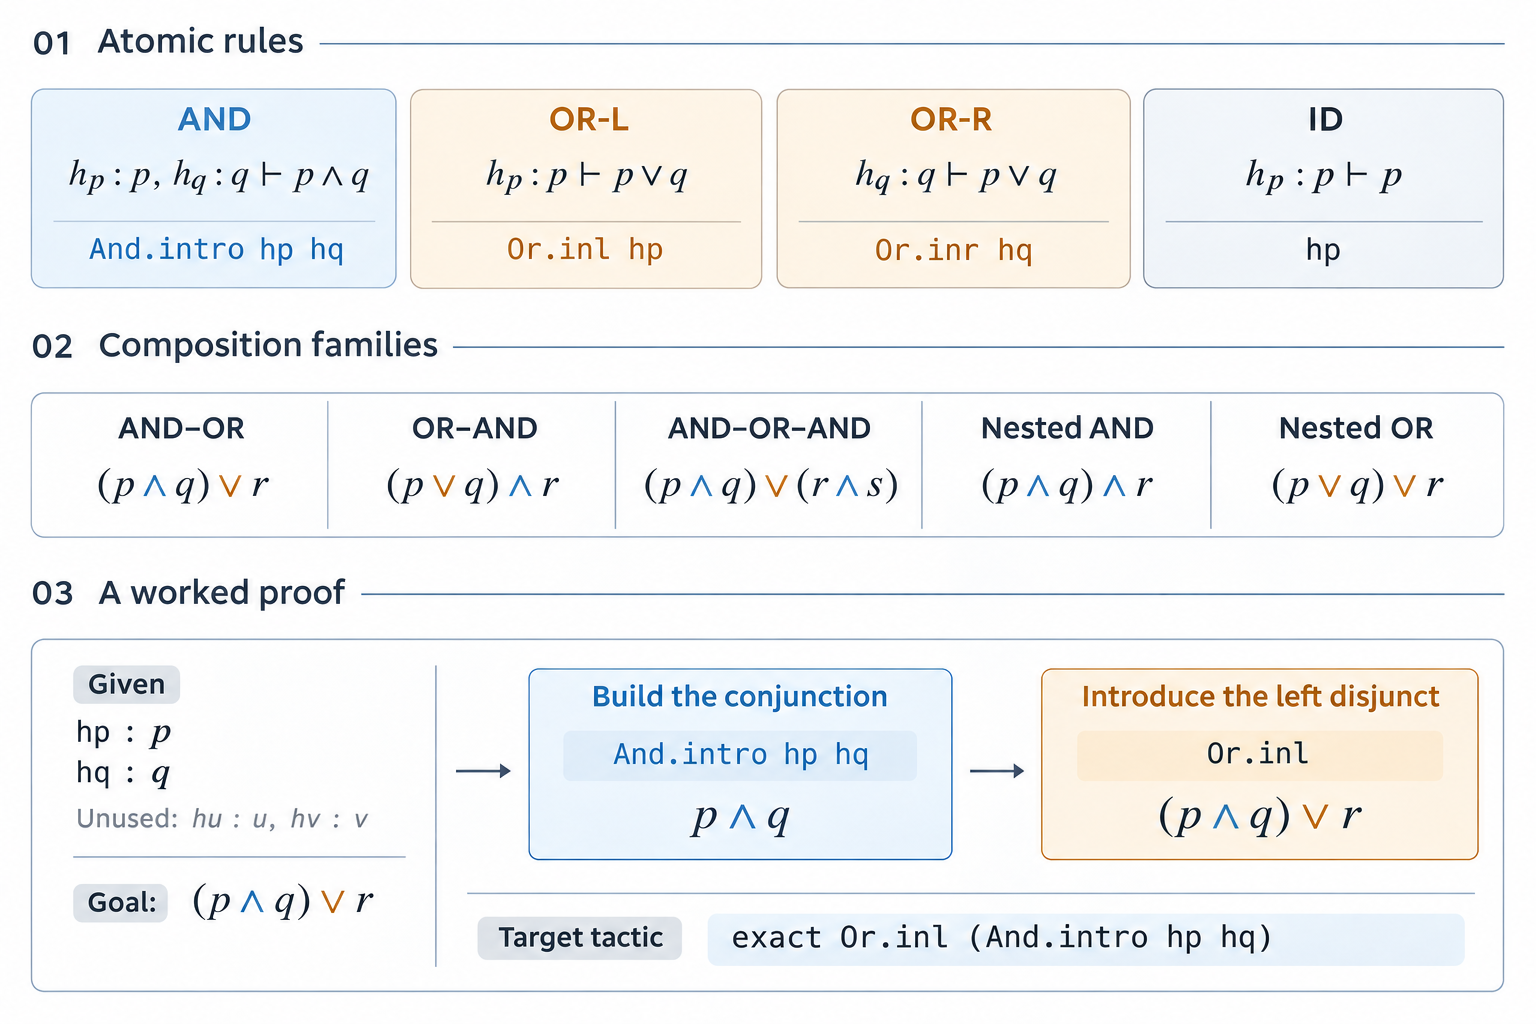 01 Atomic rules
AND
hₚ : p, h_q : q ⊢ p ∧ q
And.intro hp hq
OR-L
hₚ : p ⊢ p ∨ q
Or.inl hp
OR-R
h_q : q ⊢ p ∨ q
Or.inr hq
ID
hₚ : p ⊢ p
hp
02 Composition families
AND–OR
(p ∧ q) ∨ r
OR–AND
(p ∨ q) ∧ r
AND–OR–AND
(p ∧ q) ∨ (r ∧ s)
Nested AND
(p ∧ q) ∧ r
Nested OR
(p ∨ q) ∨ r
03 A worked proof
Given
hp : p
hq : q
Unused: hu : u, hv : v
Goal: (p ∧ q) ∨ r
Build the conjunction
And.intro hp hq
p ∧ q
Introduce the left disjunct
Or.inl
(p ∧ q) ∨ r
Target tactic exact Or.inl (And.intro hp hq)